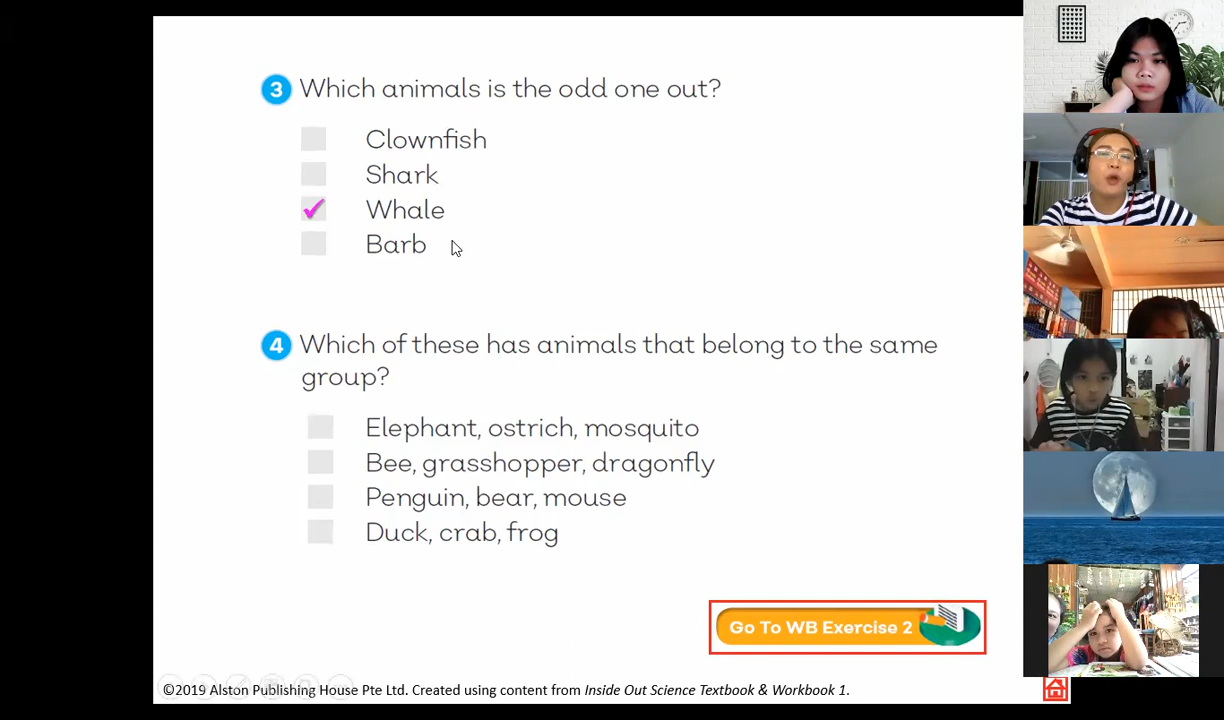 3 Which animals is the odd one out?
Clownfish
Shark
Whale
Barb
4 Which of these has animals that belong to the same
group?
Elephant, ostrich, mosquito
Bee, grasshopper, dragonfly
Penguin, bear, mouse
Duck, crab, frog
Go To WB Exercise 2
©2019 Alston Publishing House Pte Ltd. Created using content from Inside Out Science Textbook & Workbook 1.